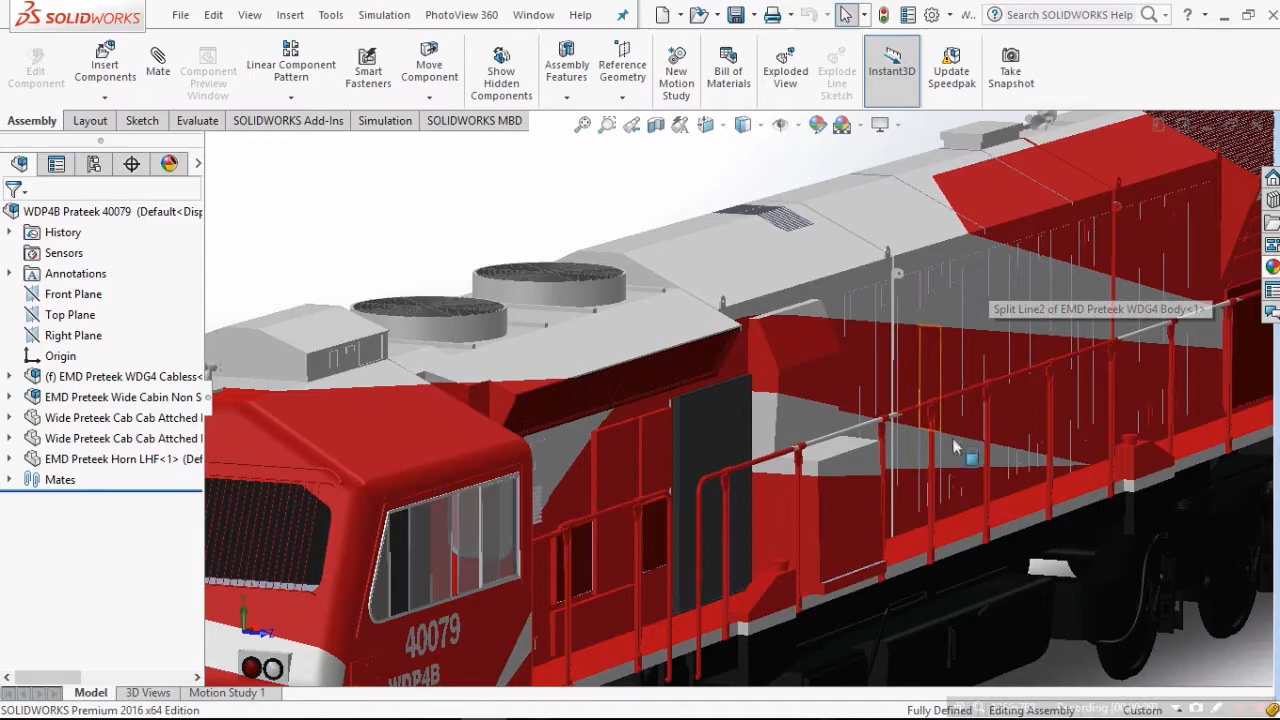 SOLIDWORKS
File Edit View Insert Tools Simulation PhotoView 360 Window Help
W..
Search SOLIDWORKS Help
?
Edit Component
Insert Components
Mate
Component Preview Window
Linear Component Pattern
Smart Fasteners
Move Component
Show Hidden Components
Assembly Features
Reference Geometry
New Motion Study
Bill of Materials
Exploded View
Explode Line Sketch
Instant3D
Update Speedpak
Take Snapshot
Assembly Layout Sketch Evaluate SOLIDWORKS Add-Ins Simulation SOLIDWORKS MBD
WDP4B Prateek 40079 (Default<Disp
History
Sensors
Annotations
Front Plane
Top Plane
Right Plane
Origin
(f) EMD Preteek WDG4 Cabless<
EMD Preteek Wide Cabin Non S
Wide Preteek Cab Cab Attched
Wide Preteek Cab Cab Attched
EMD Preteek Horn LHF<1> (Def
Mates
Split Line2 of EMD Preteek WDG4 Body<1>
40079
WDP4B
Model 3D Views Motion Study 1
SOLIDWORKS Premium 2016 x64 Edition
Fully Defined Editing Assembly Custom